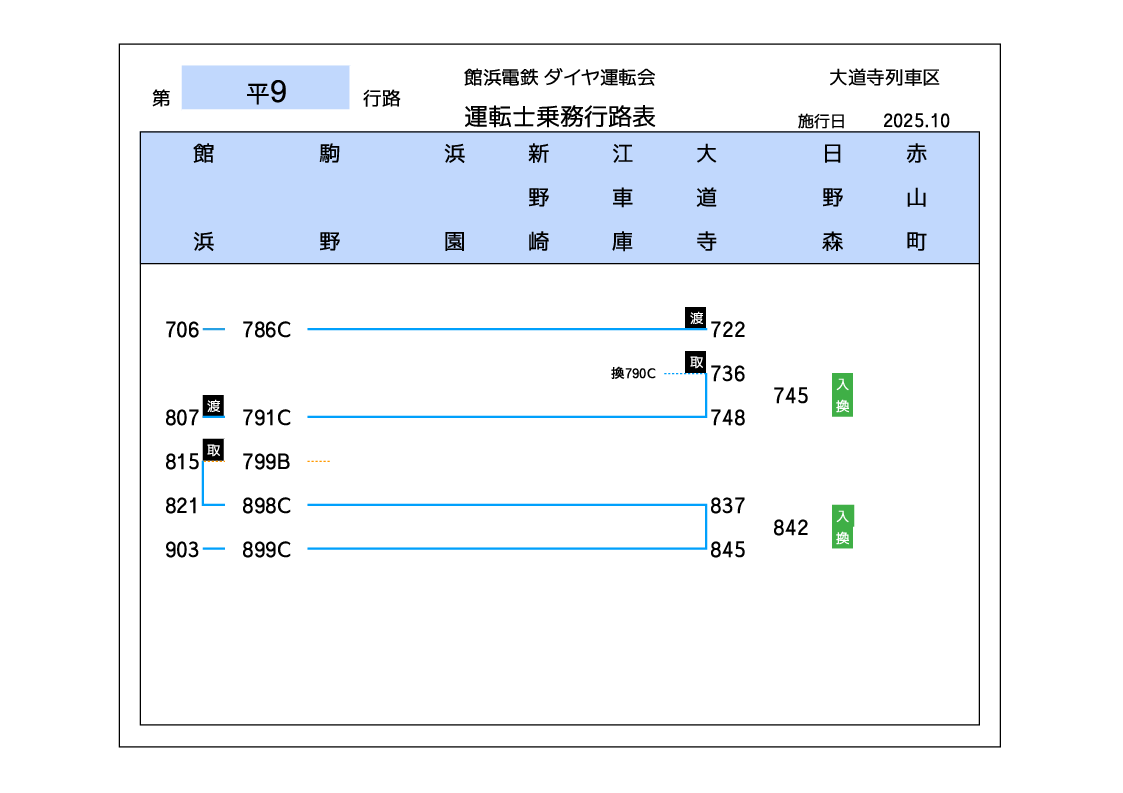 館浜電鉄 ダイヤ運転会
大道寺列車区
第 平9 行路
運転士乗務行路表
施行日 2025.10
館浜 駒野 浜園 新野崎 江車庫 大道寺 日野森 赤山町
706 786C 渡 722
換790C 取 736
745 入換
807 渡 791C 748
815 取 799B
821 898C 837
842 入換
903 899C 845